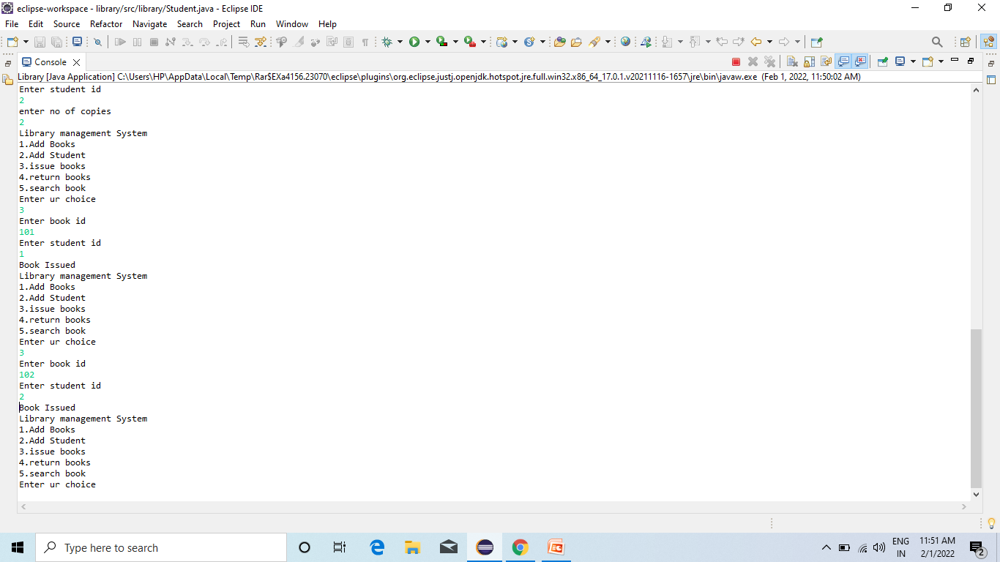 eclipse-workspace - library/src/library/Student.java - Eclipse IDE
File Edit Source Refactor Navigate Search Project Run Window Help
Console
Library [Java Application] C:\Users\HP\AppData\Local\Temp\Rar$EXa4156.23070\eclipse\plugins\org.eclipse.justj.openjdk.hotspot.jre.full.win32.x86_64_17.0.1.v20211116-1657\jre\bin\javaw.exe (Feb 1, 2022, 11:50:02 AM)
Enter student id
2
enter no of copies
2
Library management System
1.Add Books
2.Add Student
3.issue books
4.return books
5.search book
Enter ur choice
3
Enter book id
101
Enter student id
1
Book Issued
Library management System
1.Add Books
2.Add Student
3.issue books
4.return books
5.search book
Enter ur choice
3
Enter book id
102
Enter student id
2
Book Issued
Library management System
1.Add Books
2.Add Student
3.issue books
4.return books
5.search book
Enter ur choice
Type here to search
ENG
IN
11:51 AM
2/1/2022
2